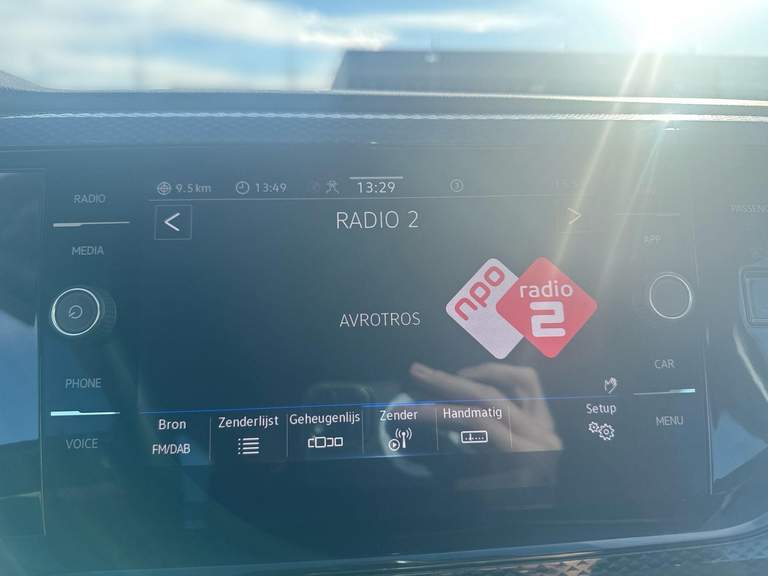 RADIO
MEDIA
PHONE
VOICE
9.5 km
13:49
13:29
3
RADIO 2
AVROTROS
npo
radio
2
Bron
FM/DAB
Zenderlijst
Geheugenlijs
Zender
Handmatig
Setup
APP
CAR
MENU